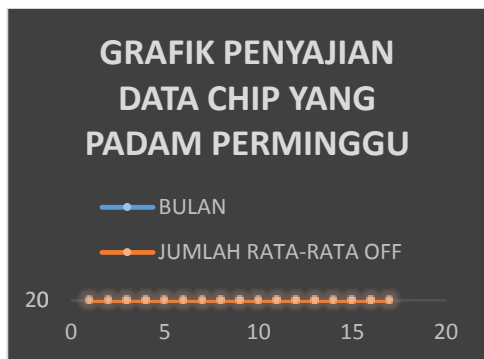 GRAFIK PENYAJIAN
DATA CHIP YANG
PADAM PERMINGGU
BULAN
JUMLAH RATA-RATA OFF
20
0 5 10 15 20